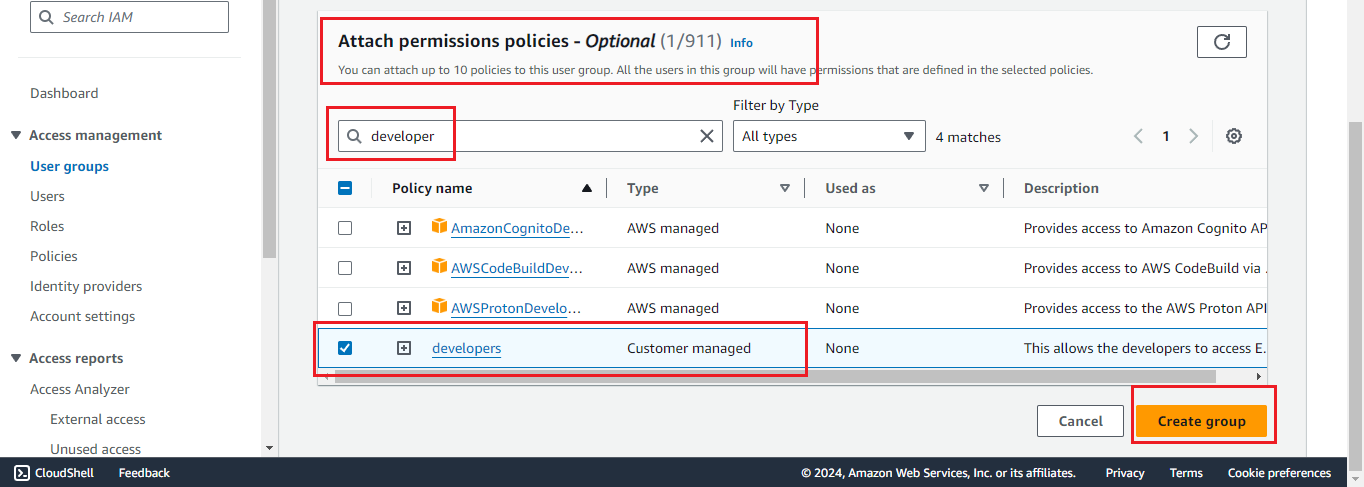 Search IAM
Dashboard
Access management
User groups
Users
Roles
Policies
Identity providers
Account settings
Access reports
Access Analyzer
External access
Unused access
Attach permissions policies - Optional (1/911) Info
You can attach up to 10 policies to this user group. All the users in this group will have permissions that are defined in the selected policies.
Filter by Type
developer All types 4 matches 1
Policy name Type Used as Description
AmazonCognitoDe... AWS managed None Provides access to Amazon Cognito AP
AWSCodeBuildDev... AWS managed None Provides access to AWS CodeBuild via .
AWSProtonDevelo... AWS managed None Provides access to the AWS Proton API
developers Customer managed None This allows the developers to access E.
Cancel Create group
CloudShell Feedback © 2024, Amazon Web Services, Inc. or its affiliates. Privacy Terms Cookie preferences